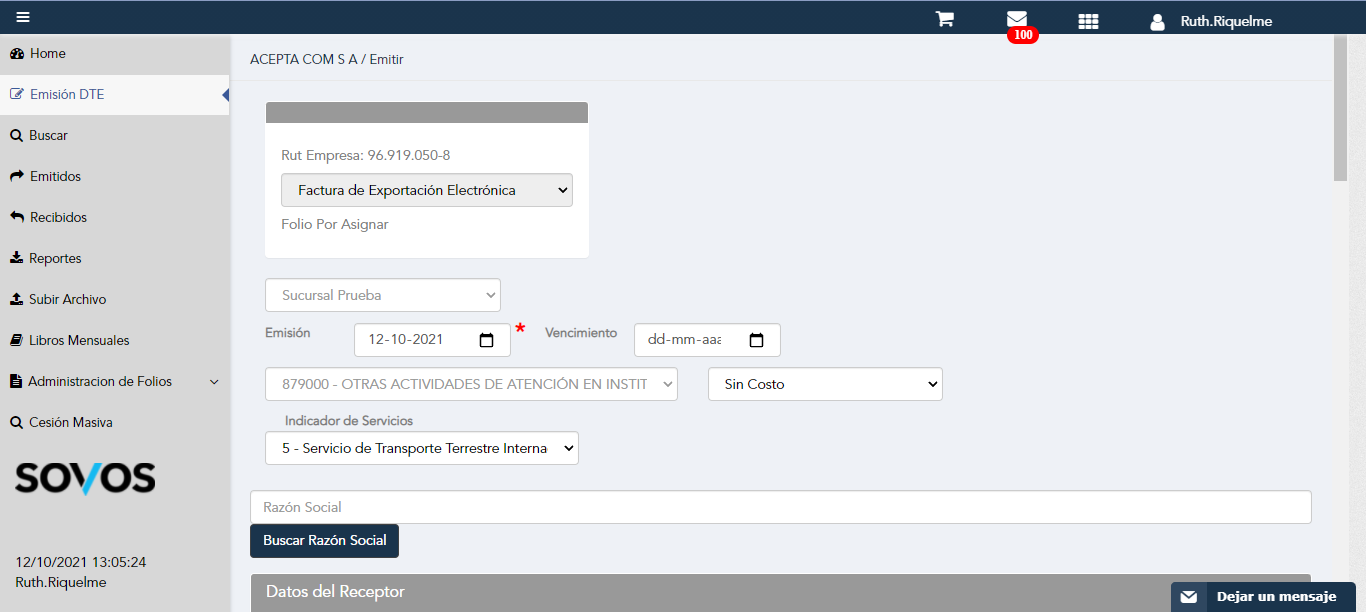 Ruth.Riquelme
100
Home
Emisión DTE
Buscar
Emitidos
Recibidos
Reportes
Subir Archivo
Libros Mensuales
Administracion de Folios
Cesión Masiva
SOVOS
12/10/2021 13:05:24
Ruth.Riquelme
ACEPTA COM S A / Emitir
Rut Empresa: 96.919.050-8
Factura de Exportación Electrónica
Folio Por Asignar
Sucursal Prueba
Emisión 12-10-2021 * Vencimiento dd-mm-aaa
879000 - OTRAS ACTIVIDADES DE ATENCIÓN EN INSTIT Sin Costo
Indicador de Servicios
5 - Servicio de Transporte Terrestre Interna
Razón Social
Buscar Razón Social
Datos del Receptor
Dejar un mensaje